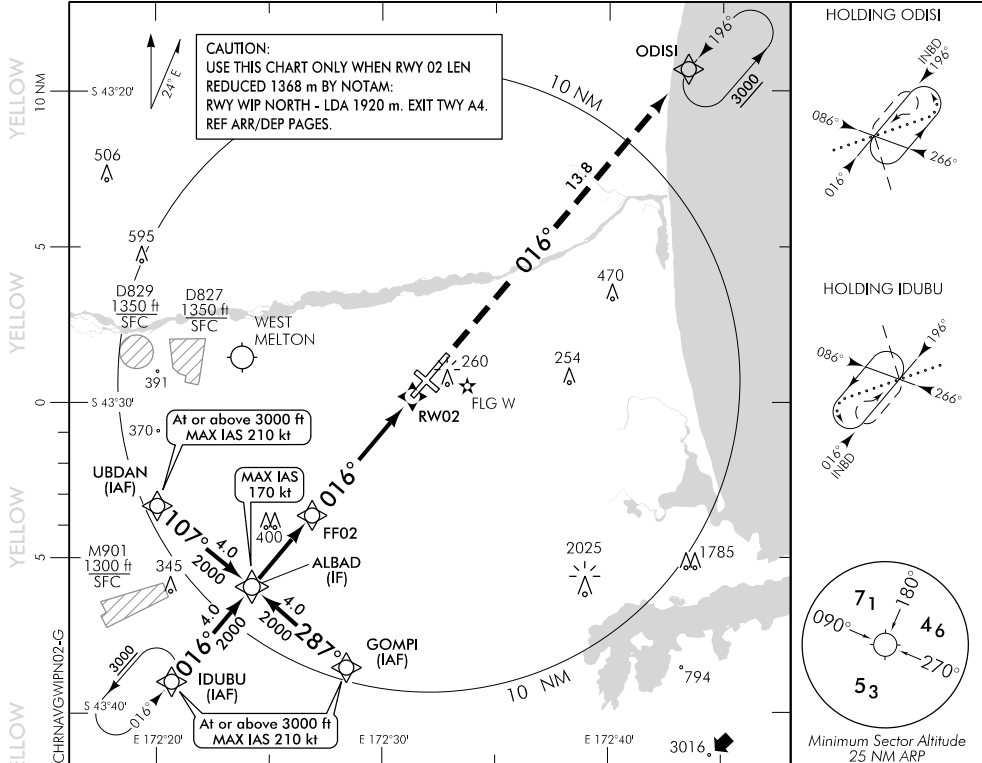 CAUTION:
USE THIS CHART ONLY WHEN RWY 02 LEN
REDUCED 1368 m BY NOTAM:
RWY WIP NORTH - LDA 1920 m. EXIT TWY A4.
REF ARR/DEP PAGES.
24° E
YELLOW
10 NM
S 43°20'
10 NM
ODISI
196°
3000
13.8
016°
506
595
5
D829
1350 ft
SFC
D827
1350 ft
SFC
WEST
MELTON
470
391
260
254
FLG W
RW02
YELLOW
0
S 43°30'
370
At or above 3000 ft
MAX IAS 210 kt
UBDAN
(IAF)
MAX IAS
170 kt
016°
400
FF02
107°
4.0
2000
ALBAD
(IF)
YELLOW
5
M901
1300 ft
SFC
345
2025
1785
016°
4.0
2000
4.0
2000
287°
GOMPI
(IAF)
3000
016°
IDUBU
(IAF)
S 43°40'
At or above 3000 ft
MAX IAS 210 kt
10 NM
794
3016
E 172°20'
E 172°30'
E 172°40'
YELLOW
CHRNAVGWIPN02-G
HOLDING ODISI
INBD
196°
086°
266°
016°
HOLDING IDUBU
196°
086°
266°
016°
INBD
71
180°
46
090°
270°
53
Minimum Sector Altitude
25 NM ARP